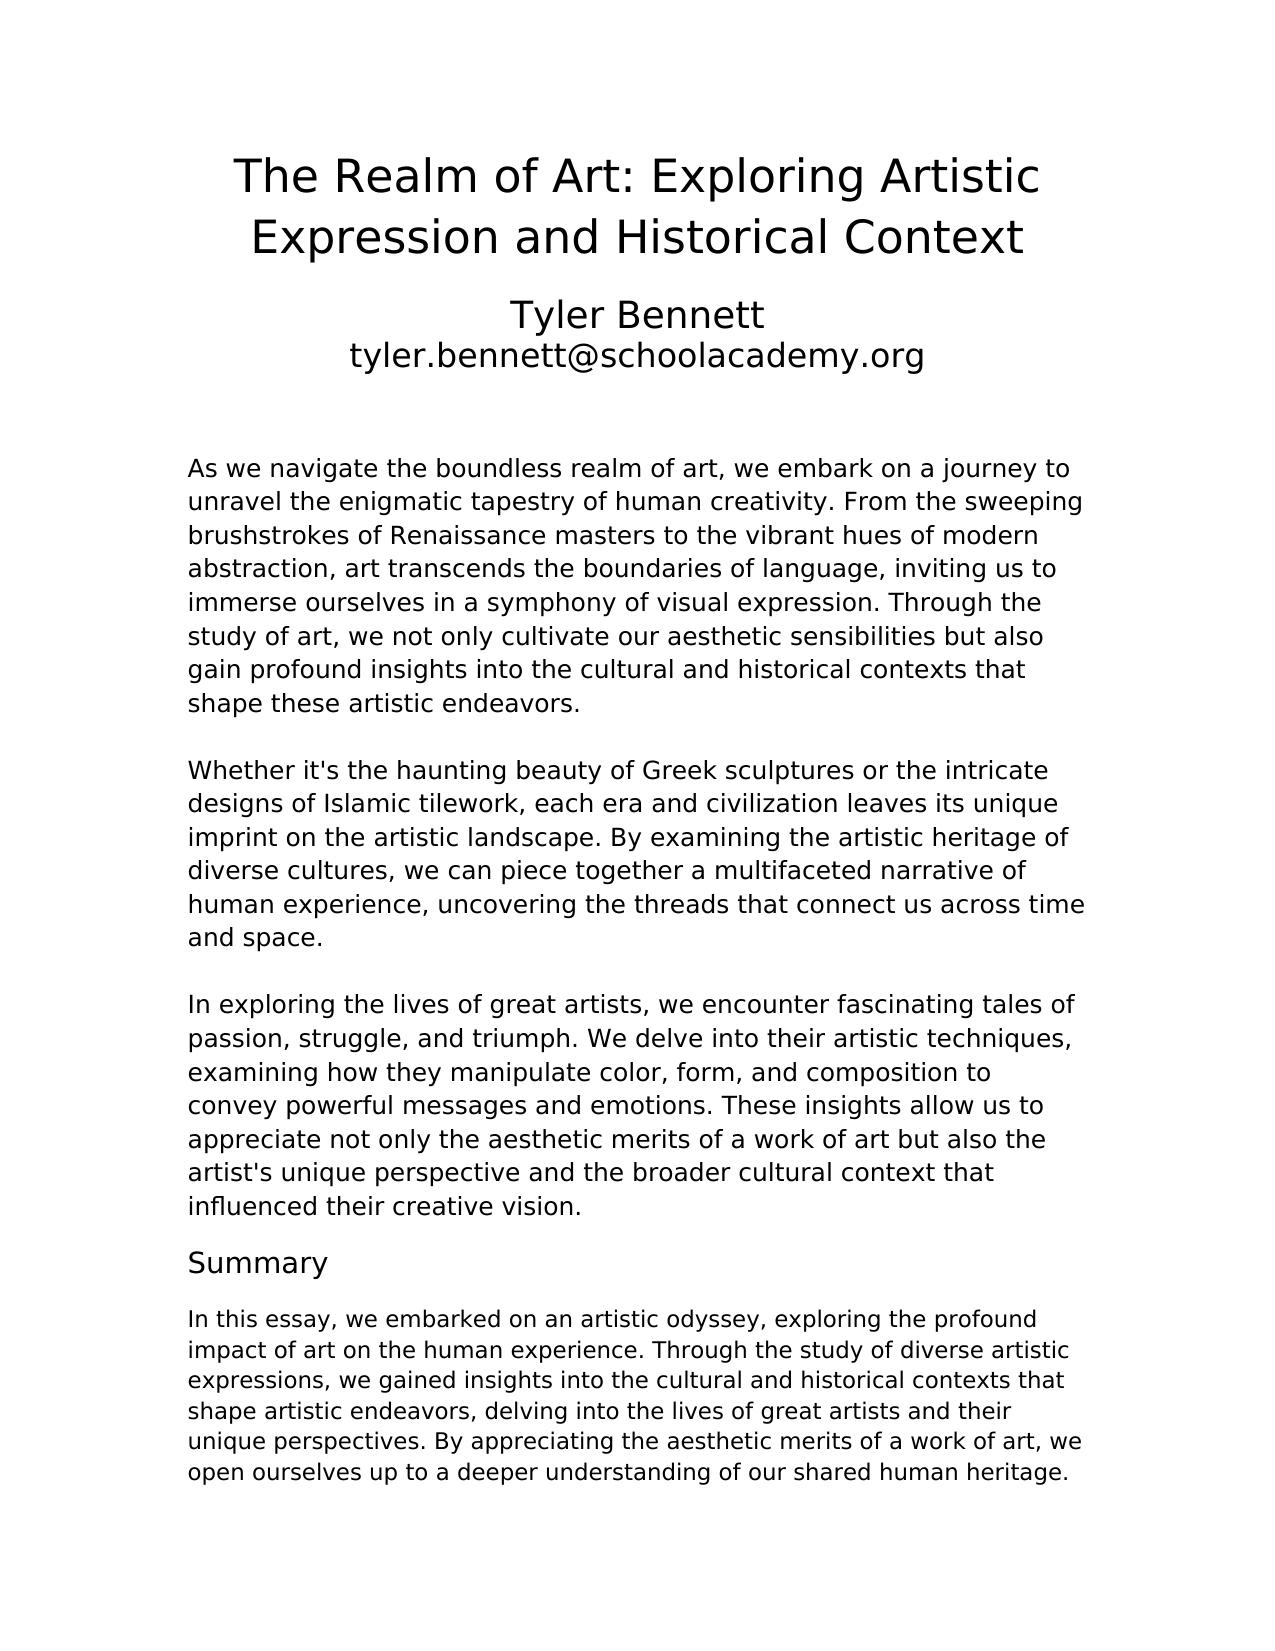 The Realm of Art: Exploring Artistic
Expression and Historical Context
Tyler Bennett
tyler.bennett@schoolacademy.org
As we navigate the boundless realm of art, we embark on a journey to
unravel the enigmatic tapestry of human creativity. From the sweeping
brushstrokes of Renaissance masters to the vibrant hues of modern
abstraction, art transcends the boundaries of language, inviting us to
immerse ourselves in a symphony of visual expression. Through the
study of art, we not only cultivate our aesthetic sensibilities but also
gain profound insights into the cultural and historical contexts that
shape these artistic endeavors.
Whether it's the haunting beauty of Greek sculptures or the intricate
designs of Islamic tilework, each era and civilization leaves its unique
imprint on the artistic landscape. By examining the artistic heritage of
diverse cultures, we can piece together a multifaceted narrative of
human experience, uncovering the threads that connect us across time
and space.
In exploring the lives of great artists, we encounter fascinating tales of
passion, struggle, and triumph. We delve into their artistic techniques,
examining how they manipulate color, form, and composition to
convey powerful messages and emotions. These insights allow us to
appreciate not only the aesthetic merits of a work of art but also the
artist's unique perspective and the broader cultural context that
influenced their creative vision.
Summary
In this essay, we embarked on an artistic odyssey, exploring the profound
impact of art on the human experience. Through the study of diverse artistic
expressions, we gained insights into the cultural and historical contexts that
shape artistic endeavors, delving into the lives of great artists and their
unique perspectives. By appreciating the aesthetic merits of a work of art, we
open ourselves up to a deeper understanding of our shared human heritage.